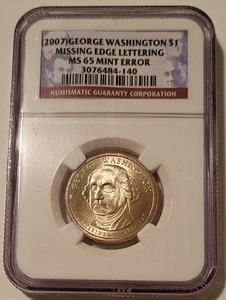 (2007)GEORGE WASHINGTON $1
MISSING EDGE LETTERING
MS 65 MINT ERROR
3076484-140
NUMISMATIC GUARANTY CORPORATION
GEORGE WASHINGTON